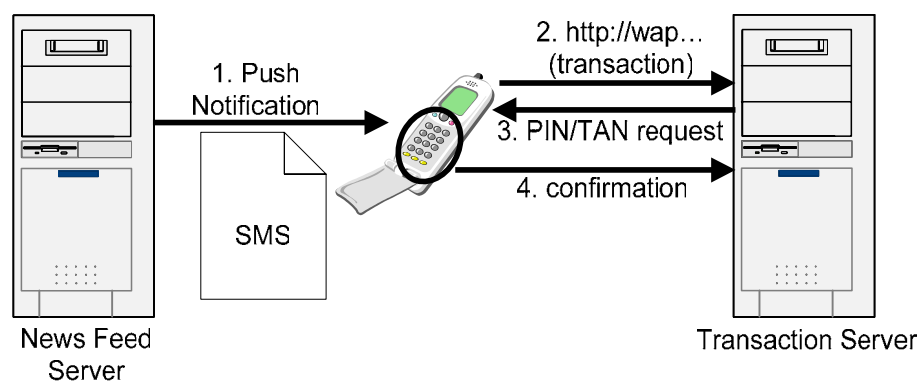 1. Push
Notification
2. http://wap…
(transaction)
3. PIN/TAN request
4. confirmation
SMS
News Feed
Server
Transaction Server